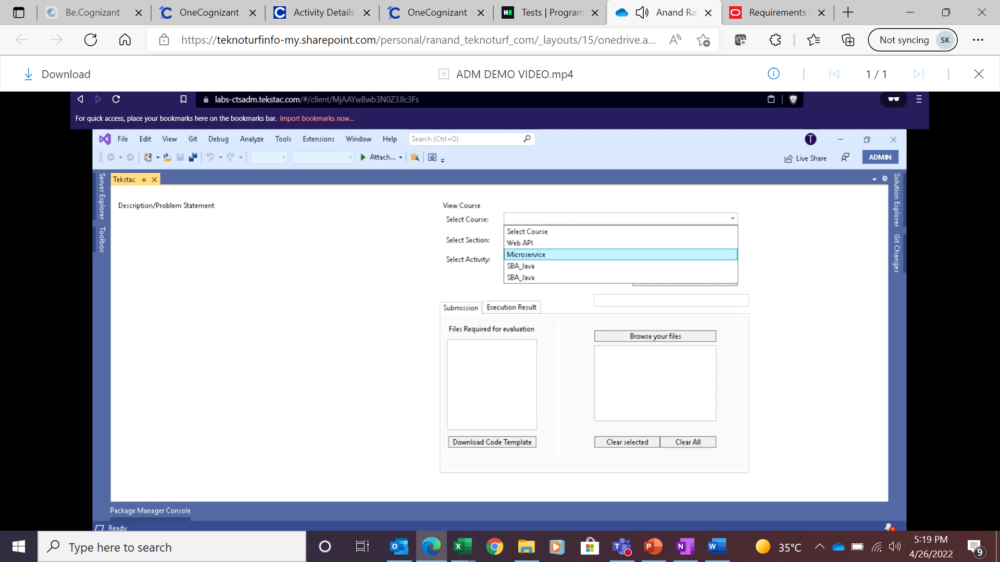 Be.Cognizant
OneCognizant
Activity Details
OneCognizant
Tests | Program
Anand Raj
Requirements
https://teknoturfinfo-my.sharepoint.com/personal/ranand_teknoturf_com/_layouts/15/onedrive.a...
Not syncing SK
Download
ADM DEMO VIDEO.mp4
1 / 1
labs-ctsadm.tekstac.com/#/client/MjAAYwBwb3N0Z3Jlc3Fs
For quick access, place your bookmarks here on the bookmarks bar. Import bookmarks now...
File Edit View Git Debug Analyze Tools Extensions Window Help Search (Ctrl+Q) T
Attach...
Live Share
ADMIN
Server Explorer
Toolbox
Tekstac
Solution Explorer
Git Changes
Description/Problem Statement
View Course
Select Course:
Select Course
Web API
Select Section:
Microservice
Select Activity:
SBA_Java
SBA_Java
Submission
Execution Result
Files Required for evaluation
Browse your files
Download Code Template
Clear selected
Clear All
Package Manager Console
Ready
1
Type here to search
35°C
5:19 PM
4/26/2022
9